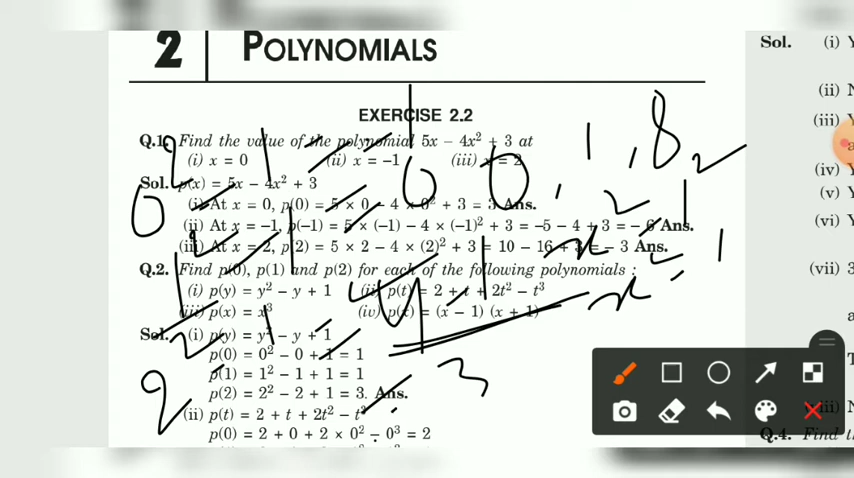 2 POLYNOMIALS
EXERCISE 2.2
Q.1. Find the value of the polynomial 5x – 4x² + 3 at
(i) x = 0 (ii) x = –1 (iii) x = 2
Sol. p(x) = 5x – 4x² + 3
(i) At x = 0, p(0) = 5 × 0 – 4 × 0² + 3 = 3 Ans.
(ii) At x = –1, p(–1) = 5 × (–1) – 4 × (–1)² + 3 = –5 – 4 + 3 = – 6 Ans.
(iii) At x = 2, p(2) = 5 × 2 – 4 × (2)² + 3 = 10 – 16 + 3 = – 3 Ans.
Q.2. Find p(0), p(1) and p(2) for each of the following polynomials :
(i) p(y) = y² – y + 1 (ii) p(t) = 2 + t + 2t² – t³
(iii) p(x) = x³ (iv) p(x) = (x – 1) (x + 1)
Sol. (i) p(y) = y² – y + 1
p(0) = 0² – 0 + 1 = 1
p(1) = 1² – 1 + 1 = 1
p(2) = 2² – 2 + 1 = 3. Ans.
(ii) p(t) = 2 + t + 2t² – t³
p(0) = 2 + 0 + 2 × 0² – 0³ = 2
Sol. (i) Y
(ii) N
(iii) Y
(iv) Y
(v) Y
(vi) Y
(vii) 3
Q.4. Find
0, 1, 8
3